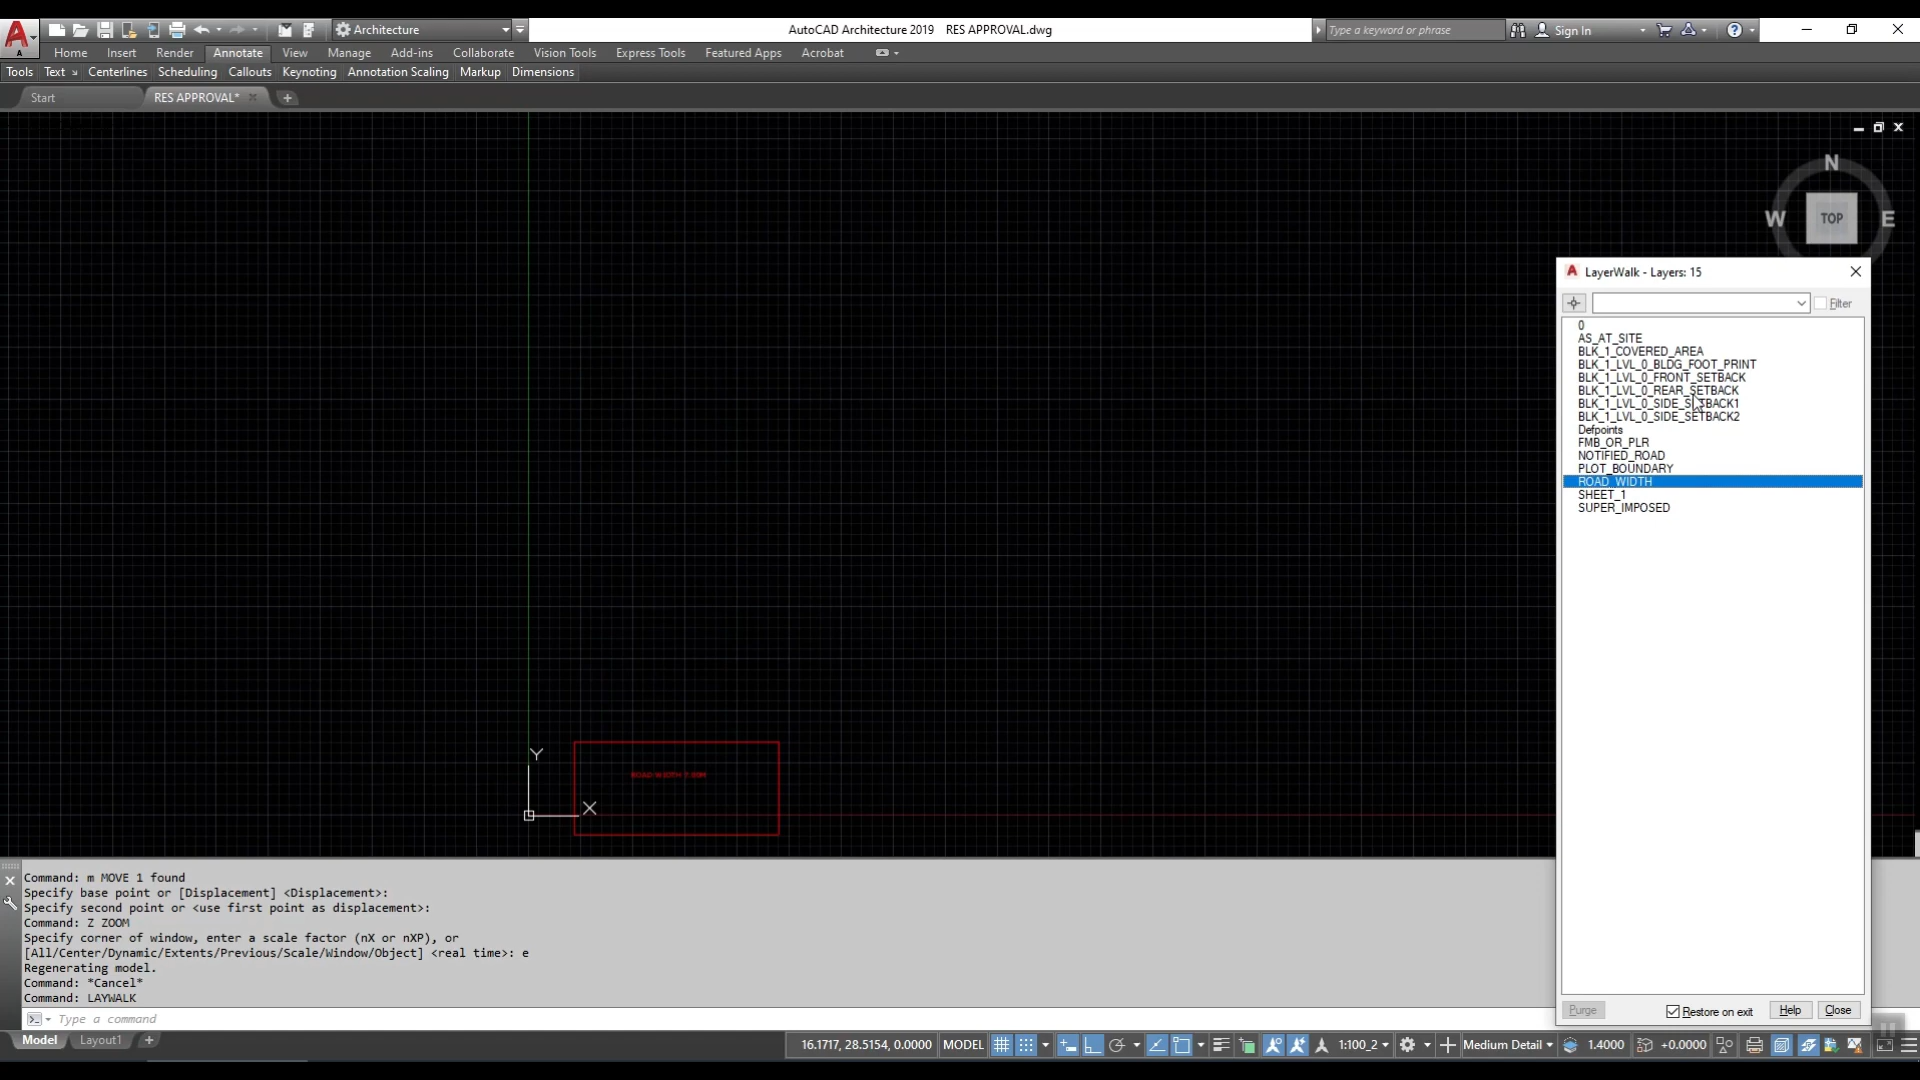 AutoCAD Architecture 2019 RES APPROVAL.dwg
Architecture
Type a keyword or phrase
Sign In
Home Insert Render Annotate View Manage Add-ins Collaborate Vision Tools Express Tools Featured Apps Acrobat
Tools Text Centerlines Scheduling Callouts Keynoting Annotation Scaling Markup Dimensions
Start RES APPROVAL*
N
W TOP E
LayerWalk - Layers: 15
Filter
0
AS_AT_SITE
BLK_1_COVERED_AREA
BLK_1_LVL_0_BLDG_FOOT_PRINT
BLK_1_LVL_0_FRONT_SETBACK
BLK_1_LVL_0_REAR_SETBACK
BLK_1_LVL_0_SIDE_SETBACK1
BLK_1_LVL_0_SIDE_SETBACK2
Defpoints
FMB_OR_PLR
NOTIFIED_ROAD
PLOT_BOUNDARY
ROAD_WIDTH
SHEET_1
SUPER_IMPOSED
Purge Restore on exit Help Close
Y
ROAD WIDTH
X
Command: m MOVE 1 found
Specify base point or [Displacement] <Displacement>:
Specify second point or <use first point as displacement>:
Command: Z ZOOM
Specify corner of window, enter a scale factor (nX or nXP), or
[All/Center/Dynamic/Extents/Previous/Scale/Window/Object] <real time>: e
Regenerating model.
Command: *Cancel*
Command: LAYWALK
Type a command
Model Layout1
16.1717, 28.5154, 0.0000 MODEL 1:100_2 Medium Detail 1.4000 +0.0000